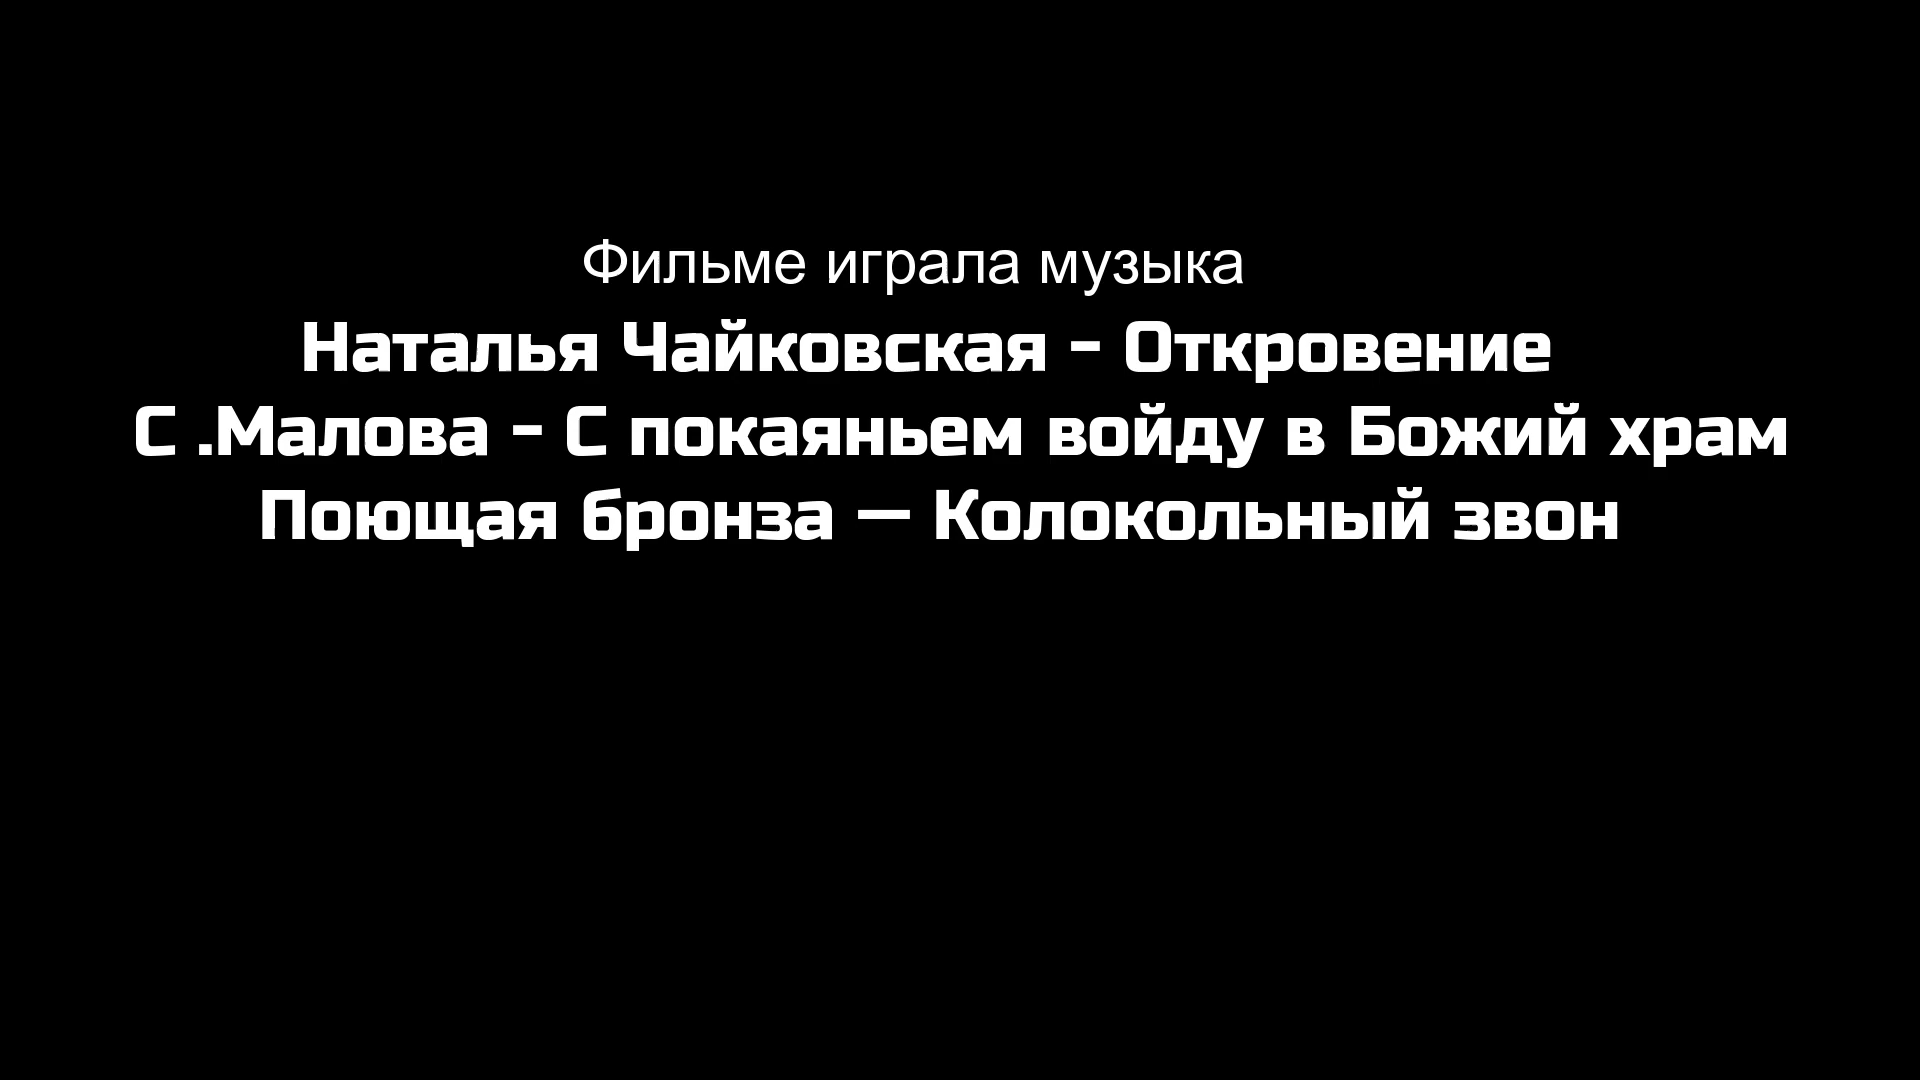 Фильме играла музыка
Наталья Чайковская - Откровение
С .Малова - С покаяньем войду в Божий храм
Поющая бронза — Колокольный звон